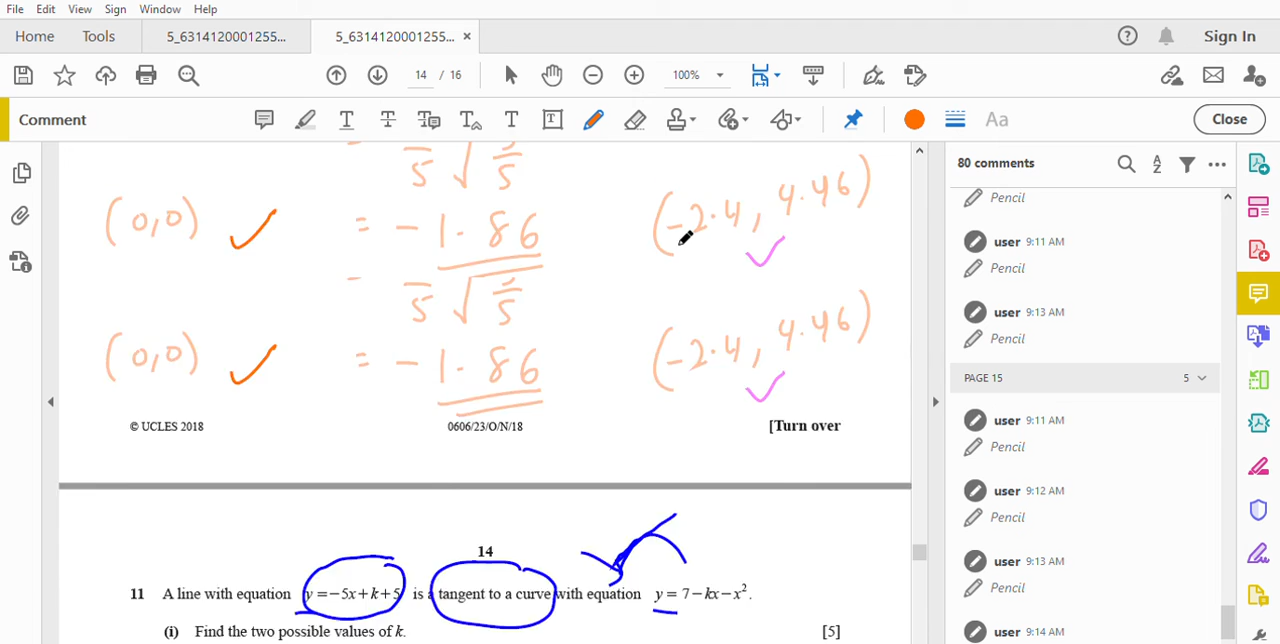 File Edit View Sign Window Help
Home Tools 5_6314120001255... 5_6314120001255... × Sign In
14 / 16 100%
Comment Aa Close
80 comments
Pencil
user 9:11 AM
Pencil
user 9:13 AM
Pencil
PAGE 15 5
user 9:11 AM
Pencil
user 9:12 AM
Pencil
user 9:13 AM
Pencil
user 9:14 AM
5 √ 5
(0,0) ✓ = - 1.86 (-2.4, 4.46) ✓
5 √ 5
(0,0) ✓ = - 1.86 (-2.4, 4.46) ✓
© UCLES 2018 0606/23/O/N/18 [Turn over
14
11 A line with equation y = −5x + k + 5 is a tangent to a curve with equation y = 7 − kx − x².
(i) Find the two possible values of k. [5]